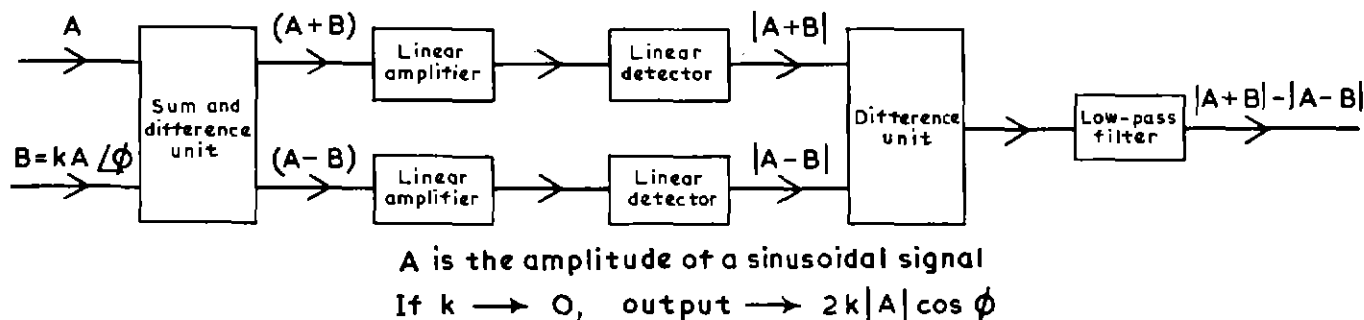 A
(A+B)
|A+B|
Linear
amplifier
Linear
detector
Sum and
difference
unit
Difference
unit
Low-pass
filter
|A+B|-|A-B|
B=kA ∠φ
(A-B)
|A-B|
Linear
amplifier
Linear
detector
A is the amplitude of a sinusoidal signal
If k → 0, output → 2k|A| cos φ